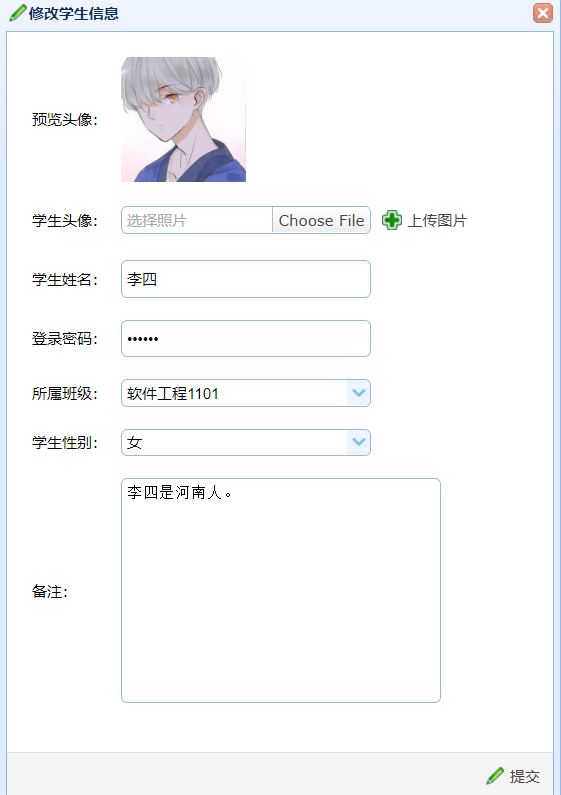 修改学生信息
预览头像：
学生头像： 选择照片 Choose File 上传图片
学生姓名： 李四
登录密码： ••••••
所属班级： 软件工程1101
学生性别： 女
李四是河南人。
备注：
提交